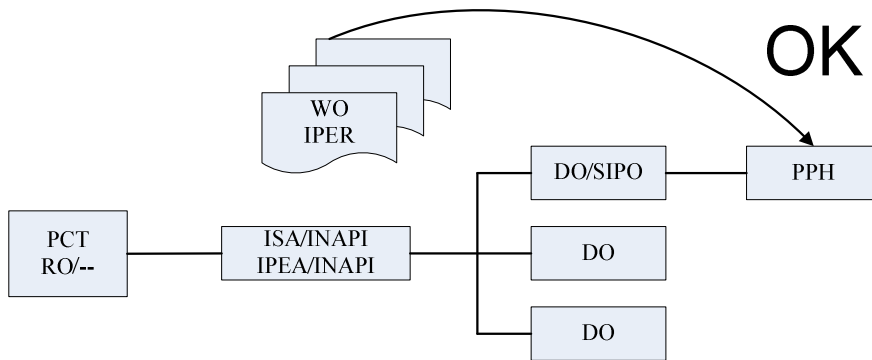 OK
WO
IPER
DO/SIPO
PPH
PCT
RO/--
ISA/INAPI
IPEA/INAPI
DO
DO